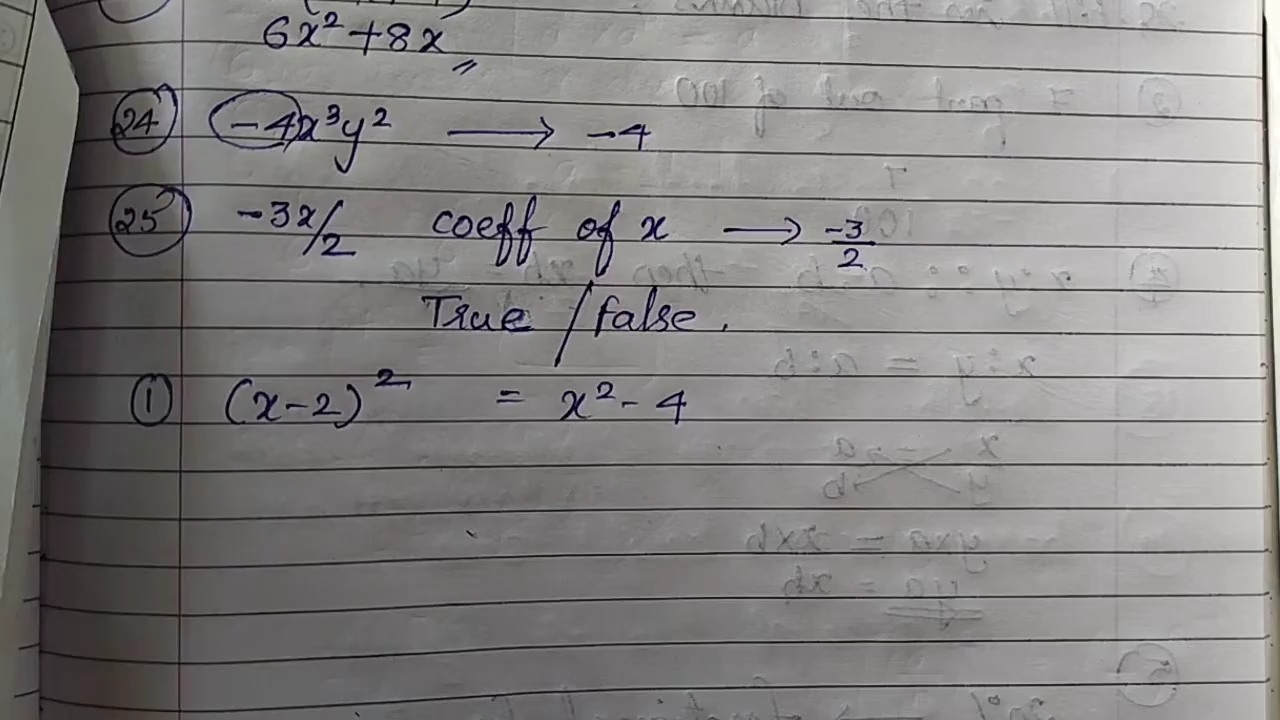 6x² + 8x
24 -4x³y² → -4
25 -3x/2 coeff of x → -3/2
True / false.
1 (x-2)² = x² - 4